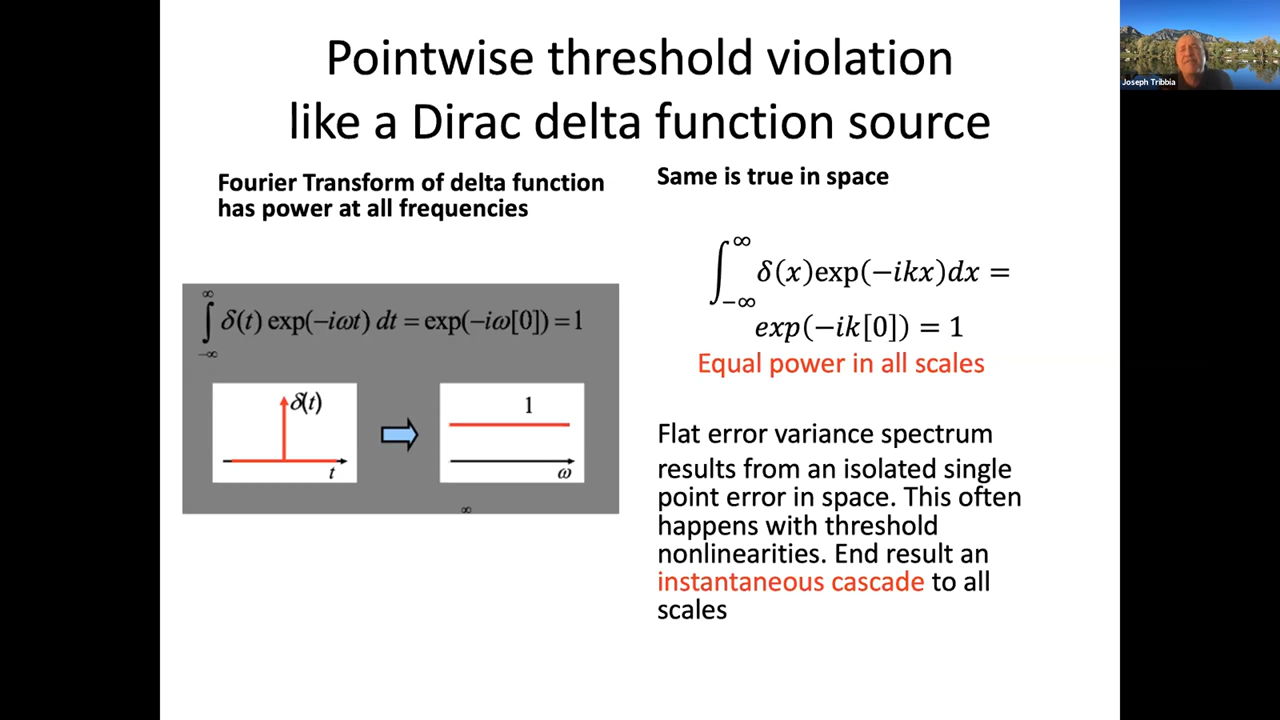 Pointwise threshold violation
like a Dirac delta function source
Joseph Tribbia
Fourier Transform of delta function
has power at all frequencies
∫_{-∞}^{∞} δ(t) exp(−iωt) dt = exp(−iω[0]) = 1
δ(t)
t
1
ω
∞
Same is true in space
∫_{−∞}^{∞} δ(x)exp(−ikx)dx =
exp(−ik[0]) = 1
Equal power in all scales
Flat error variance spectrum
results from an isolated single
point error in space. This often
happens with threshold
nonlinearities. End result an
instantaneous cascade to all
scales